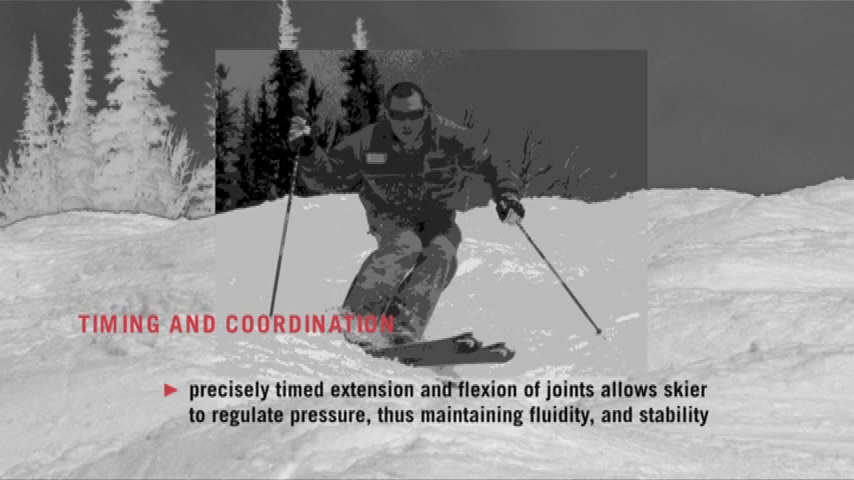 TIMING AND COORDINATION
precisely timed extension and flexion of joints allows skier
to regulate pressure, thus maintaining fluidity, and stability